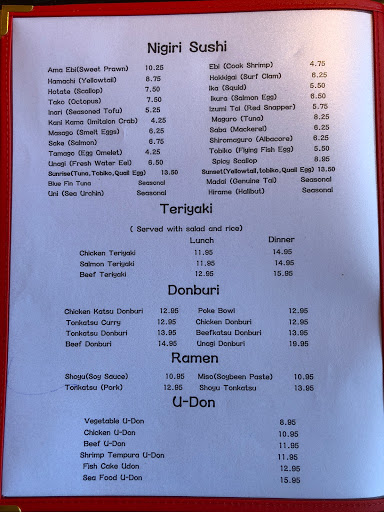 Nigiri Sushi
Ama Ebi(Sweet Prawn) 10.25 Ebi (Cook Shrimp) 4.75
Hamachi (Yellowtail) 8.75 Hokkigai (Surf Clam) 6.25
Hotate (Scallop) 7.50 Ika (Squid) 5.50
Tako (Octopus) 7.50 Ikura (Salmon Egg) 6.50
Inari (Seasoned Tofu) 5.25 Izumi Tai (Red Snapper) 5.75
Kani Kama (Imitaion Crab) 4.25 Maguro (Tuna) 8.25
Masago (Smelt Eggs) 6.25 Saba (Mackerel) 6.25
Sake (Salmon) 6.75 Shiromaguro (Albacore) 6.25
Tamago (Egg Omelet) 4.25 Tobiko (Flying Fish Egg) 5.50
Unagi (Fresh Water Eel) 6.50 Spicy Scallop 8.95
Sunrise(Tuna,Tobiko,Quail Egg) 13.50 Sunset(Yellowtail,tobiko,Quail Egg) 13.50
Blue Fin Tuna Seasonal Madai (Genuine Tai) Seasonal
Uni (Sea Urchin) Seasonal Hirame (Halibut) Seasonal
Teriyaki
( Served with salad and rice)
Lunch Dinner
Chicken Teriyaki 11.95 14.95
Salmon Teriyaki 11.95 14.95
Beef Teriyaki 12.95 15.95
Donburi
Chicken Katsu Donburi 12.95 Poke Bowl 12.95
Tonkatsu Curry 12.95 Chicken Donburi 12.95
Tonkatsu Donburi 13.95 Beefkatsu Donburi 13.95
Beef Donburi 14.95 Unagi Donburi 19.95
Ramen
Shoyu(Soy Sauce) 10.95 Miso(Soybeen Paste) 10.95
Tonkatsu (Pork) 12.95 Shoyu Tonkatsu 13.95
U-Don
Vegetable U-Don 8.95
Chicken U-Don 10.95
Beef U-Don 11.95
Shrimp Tempura U-Don 11.95
Fish Cake Udon 12.95
Sea Food U-Don 15.95